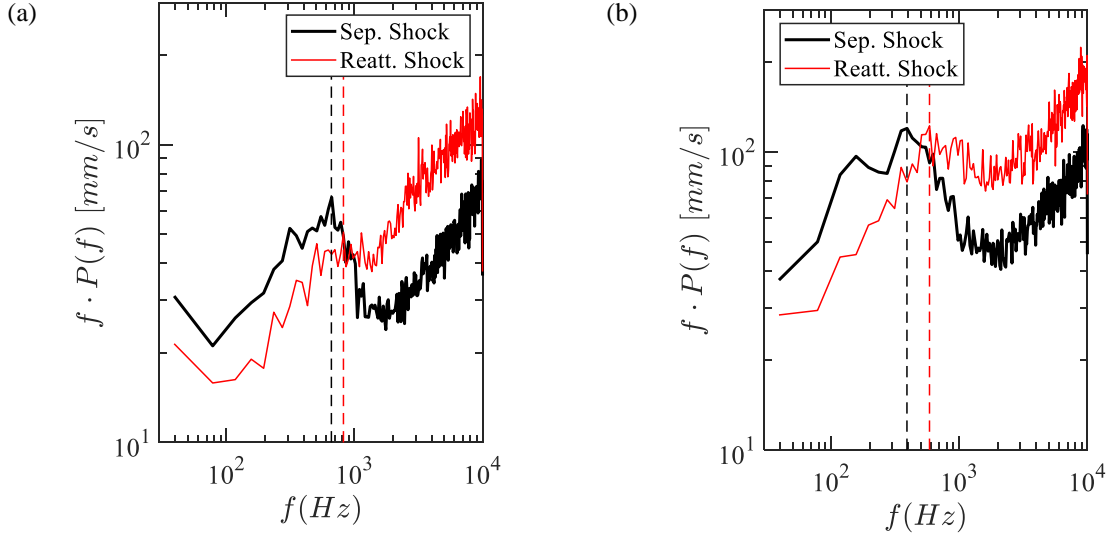 (a)
10^2
10^1
10^2
10^3
10^4
f · P(f) [mm/s]
f(Hz)
Sep. Shock
Reatt. Shock
(b)
10^2
10^1
10^2
10^3
10^4
f · P(f) [mm/s]
f(Hz)
Sep. Shock
Reatt. Shock